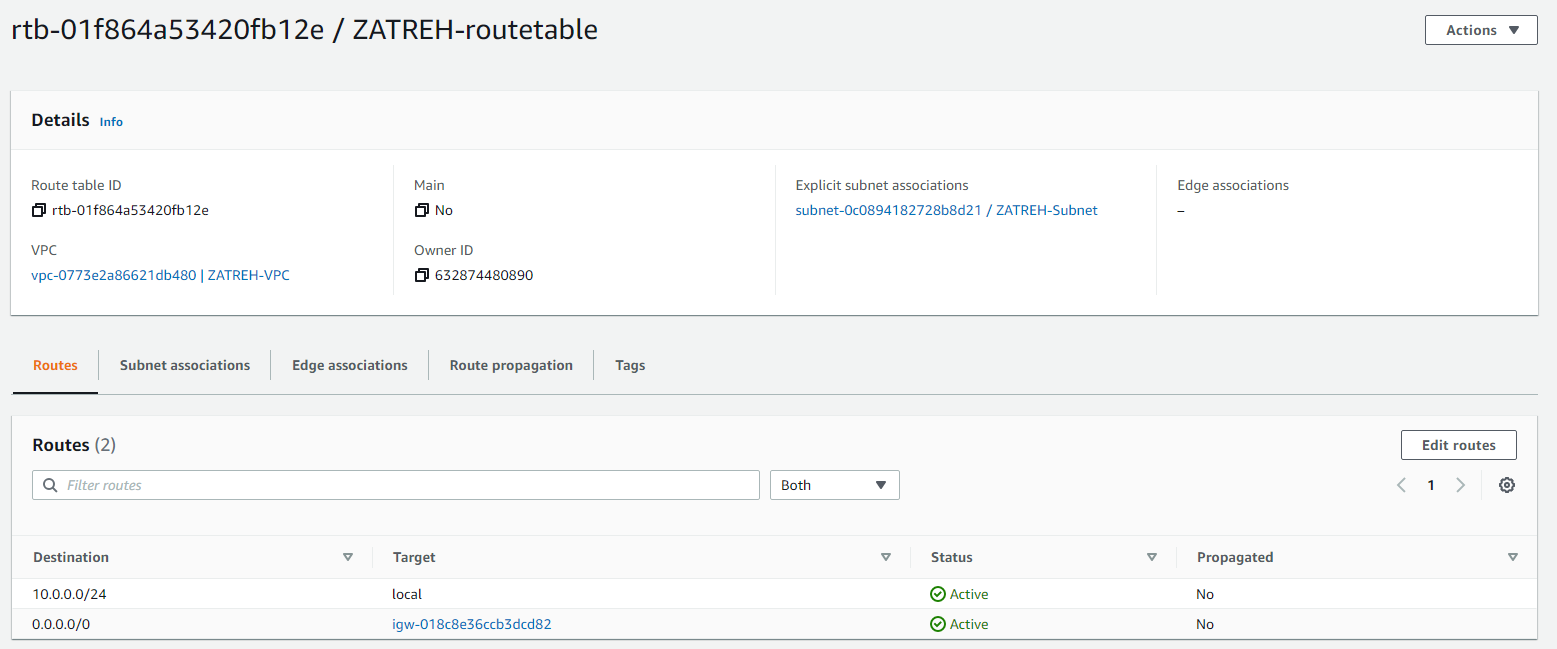 rtb-01f864a53420fb12e / ZATREH-routetable
Actions
Details Info
Route table ID
rtb-01f864a53420fb12e
Main
No
Explicit subnet associations
subnet-0c0894182728b8d21 / ZATREH-Subnet
Edge associations
–
VPC
vpc-0773e2a86621db480 | ZATREH-VPC
Owner ID
632874480890
Routes Subnet associations Edge associations Route propagation Tags
Routes (2)
Edit routes
Filter routes
Both
1
Destination Target Status Propagated
10.0.0.0/24 local Active No
0.0.0.0/0 igw-018c8e36ccb3dcd82 Active No